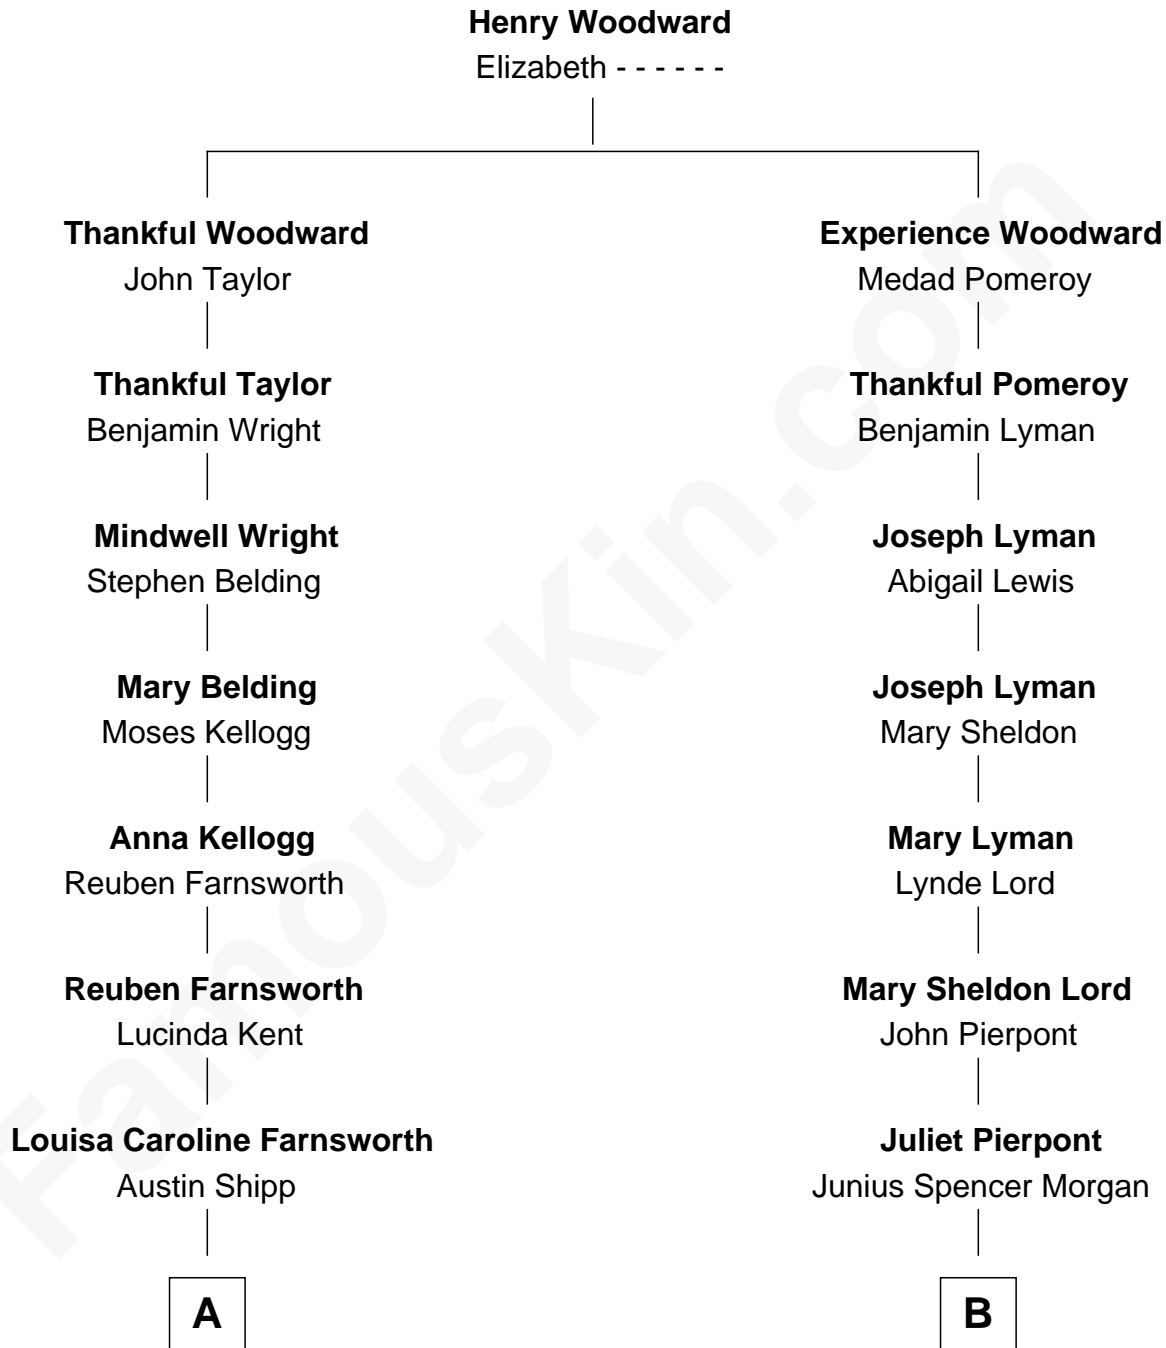 Henry Woodward
Elizabeth - - - - - -
Thankful Woodward
John Taylor
Experience Woodward
Medad Pomeroy
Thankful Taylor
Benjamin Wright
Thankful Pomeroy
Benjamin Lyman
Mindwell Wright
Stephen Belding
Joseph Lyman
Abigail Lewis
Mary Belding
Moses Kellogg
Joseph Lyman
Mary Sheldon
Anna Kellogg
Reuben Farnsworth
Mary Lyman
Lynde Lord
Reuben Farnsworth
Lucinda Kent
Mary Sheldon Lord
John Pierpont
Louisa Caroline Farnsworth
Austin Shipp
Juliet Pierpont
Junius Spencer Morgan
A
B
FamousKin.com